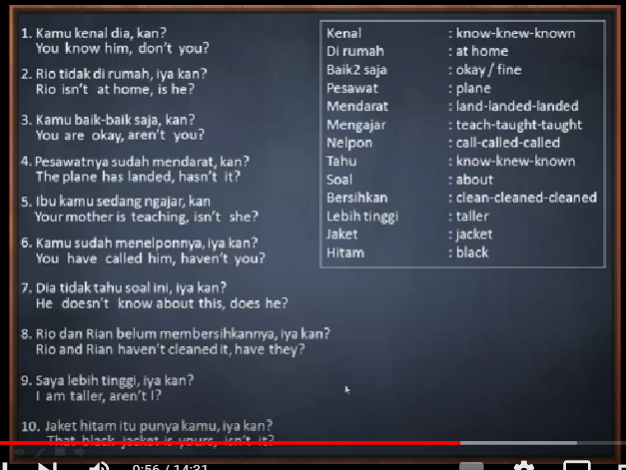 1. Kamu kenal dia, kan?
You know him, don't you?
2. Rio tidak di rumah, iya kan?
Rio isn't at home, is he?
3. Kamu baik-baik saja, kan?
You are okay, aren't you?
4. Pesawatnya sudah mendarat, kan?
The plane has landed, hasn't it?
5. Ibu kamu sedang ngajar, kan
Your mother is teaching, isn't she?
6. Kamu sudah menelponnya, iya kan?
You have called him, haven't you?
7. Dia tidak tahu soal ini, iya kan?
He doesn't know about this, does he?
8. Rio dan Rian belum membersihkannya, iya kan?
Rio and Rian haven't cleaned it, have they?
9. Saya lebih tinggi, iya kan?
I am taller, aren't I?
10. Jaket hitam itu punya kamu, iya kan?
That black jacket is yours, isn't it?
Kenal : know-knew-known
Di rumah : at home
Baik2 saja : okay / fine
Pesawat : plane
Mendarat : land-landed-landed
Mengajar : teach-taught-taught
Nelpon : call-called-called
Tahu : know-knew-known
Soal : about
Bersihkan : clean-cleaned-cleaned
Lebih tinggi : taller
Jaket : jacket
Hitam : black
0:56 / 14:31